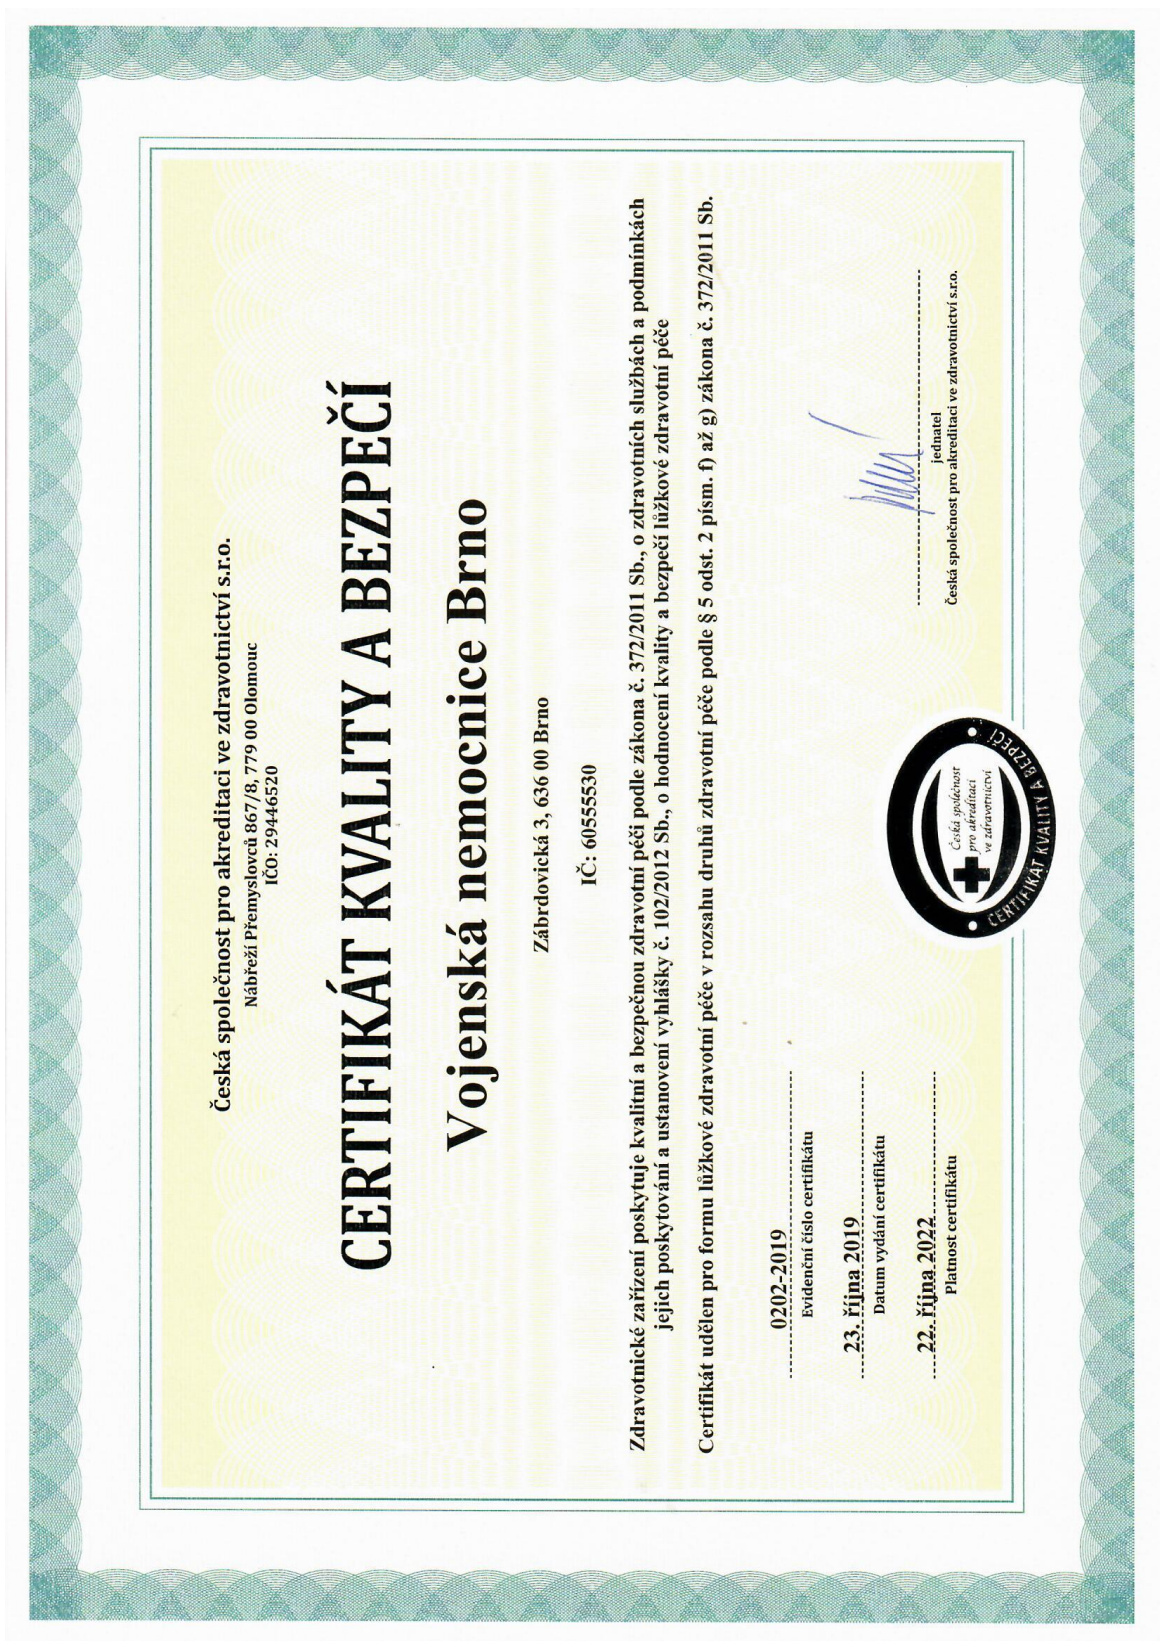 Česká společnost pro akreditaci ve zdravotnictví s.r.o.
Nábřeží Přemyslovců 867/8, 779 00 Olomouc
IČO: 29446520
CERTIFIKÁT KVALITY A BEZPEČÍ
Vojenská nemocnice Brno
Zábrdovická 3, 636 00 Brno
IČ: 60555530
Zdravotnické zařízení poskytuje kvalitní a bezpečnou zdravotní péči podle zákona č. 372/2011 Sb., o zdravotních službách a podmínkách
jejich poskytování a ustanovení vyhlášky č. 102/2012 Sb., o hodnocení kvality a bezpečí lůžkové zdravotní péče
Certifikát udělen pro formu lůžkové zdravotní péče v rozsahu druhů zdravotní péče podle § 5 odst. 2 písm. f) až g) zákona č. 372/2011 Sb.
0202-2019
Evidenční číslo certifikátu
23. října 2019
Datum vydání certifikátu
22. října 2022
Platnost certifikátu
Česká společnost
pro akreditaci
ve zdravotnictví
CERTIFIKÁT KVALITY A BEZPEČÍ
jednatel
Česká společnost pro akreditaci ve zdravotnictví s.r.o.